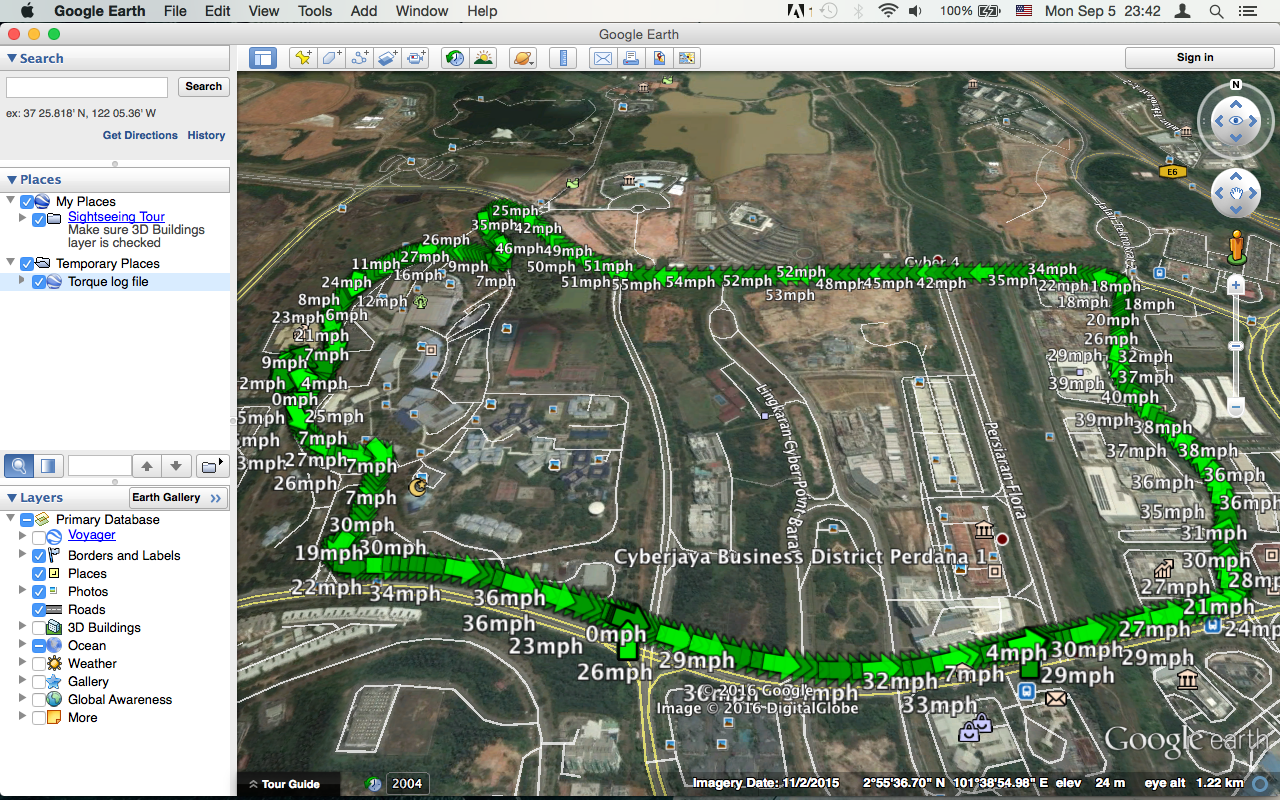 Google Earth File Edit View Tools Add Window Help
1 100% Mon Sep 5 23:42
Google Earth
Search
Search
ex: 37 25.818' N, 122 05.36' W
Get Directions History
Places
My Places
Sightseeing Tour
Make sure 3D Buildings
layer is checked
Temporary Places
Torque log file
Layers
Earth Gallery >>
Primary Database
Voyager
Borders and Labels
Places
Photos
Roads
3D Buildings
Ocean
Weather
Gallery
Global Awareness
More
Sign in
N
E6
25mph
35mph 42mph
26mph 46mph 49mph
27mph
11mph 9mph 50mph 51mph
16mph 7mph 51mph 55mph 54mph 52mph 52mph 48mph 45mph 42mph 35mph 34mph
24mph 53mph 22mph 18mph
8mph 12mph 18mph 18mph
23mph 6mph 20mph
21mph 26mph
7mph 29mph 32mph
9mph 37mph
2mph 4mph 39mph
0mph 40mph
25mph 39mph
7mph 38mph
27mph 7mph 37mph 38mph
26mph 36mph 36mph
7mph 36mph
30mph 35mph 31mph
19mph 30mph 30mph
22mph 34mph 27mph
36mph 21mph
36mph 0mph 27mph
23mph 4mph 30mph 29mph
26mph 29mph 7mph 29mph
32mph
33mph
Lingkaran Cyber Point Barat
Persiaran Flora
Cyberjaya Business District Perdana 1
© 2016 Google
Image © 2016 DigitalGlobe
Google earth
Tour Guide
2004
Imagery Date: 11/2/2015 2°55'36.70" N 101°38'54.98" E elev 24 m eye alt 1.22 km